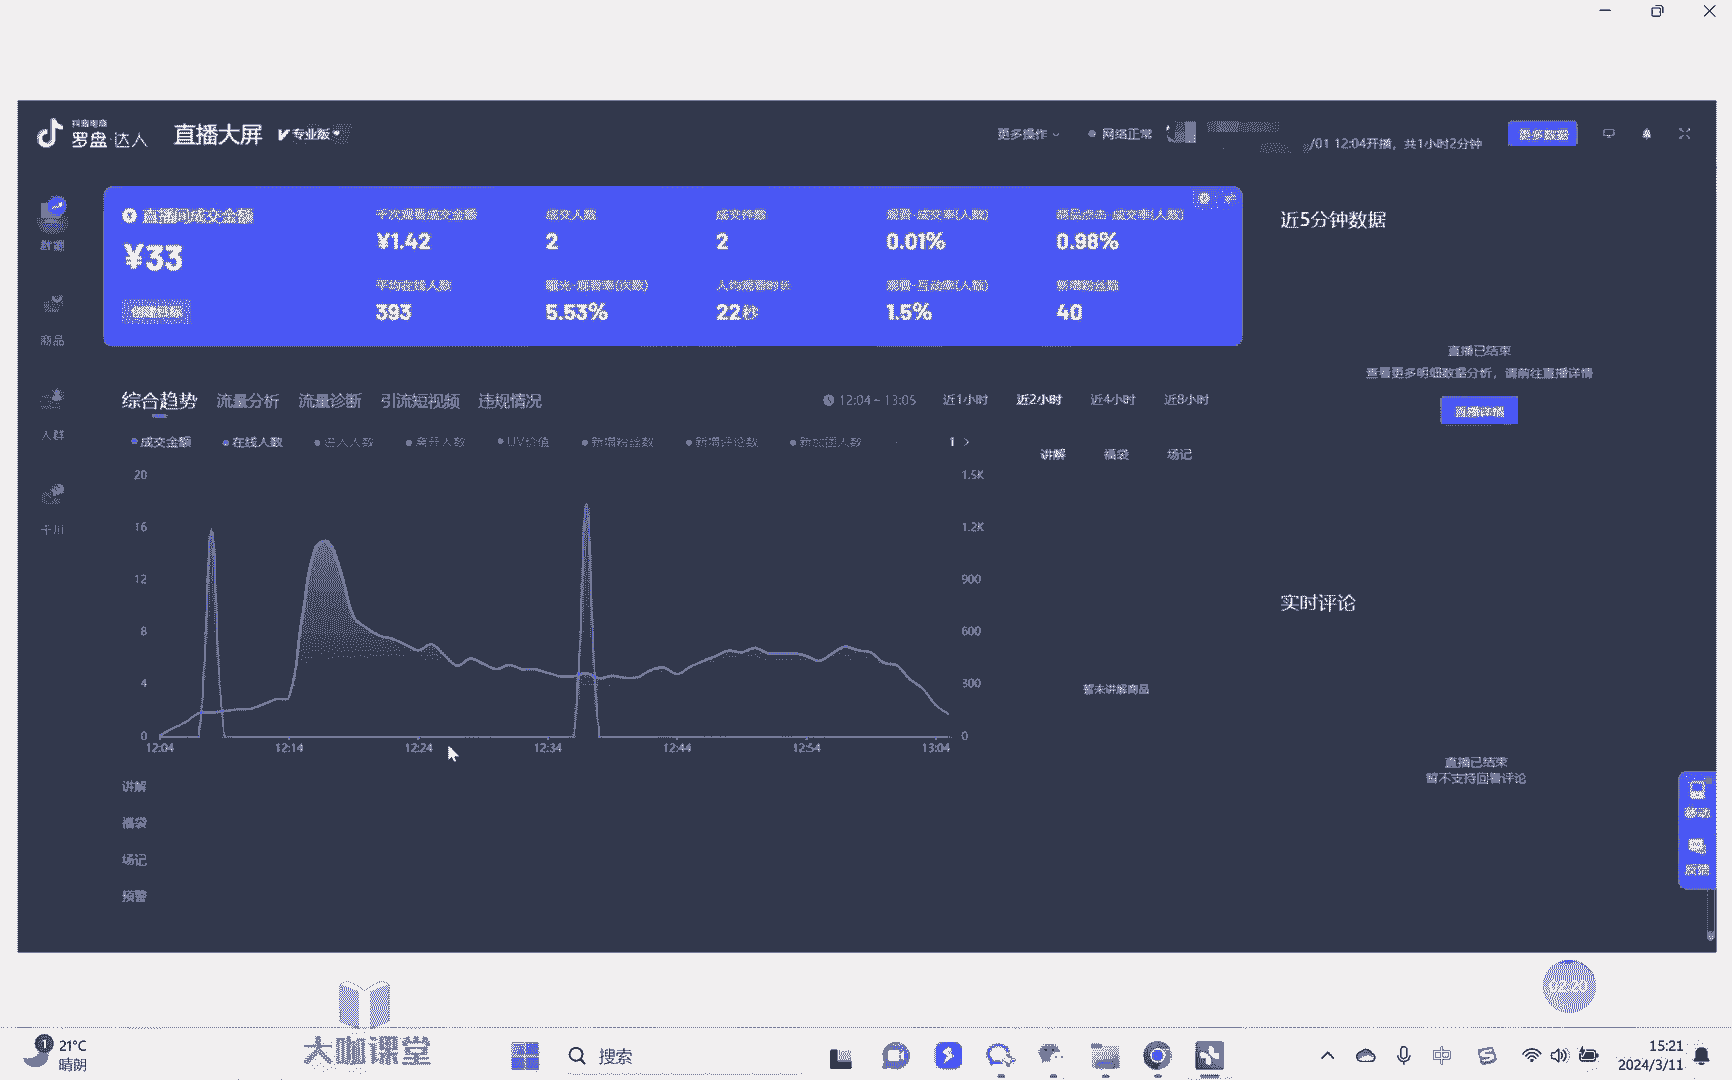 抖音电商
罗盘·达人
直播大屏
专业版
更多操作
网络正常
/01 12:04开播，共1小时2分钟
更多数据
数据
商品
人群
千川
直播间成交金额
¥33
创建目标
千次观看成交金额
¥1.42
成交人数
2
成交件数
2
观看-成交率(人数)
0.01%
商品点击-成交率(人数)
0.98%
平均在线人数
393
曝光-观看率(次数)
5.53%
人均观看时长
22秒
观看-互动率(人数)
1.5%
新增粉丝数
40
近5分钟数据
直播已结束
查看更多明细数据分析，请前往直播详情
直播详情
综合趋势 流量分析 流量诊断 引流短视频 违规情况
12:04 ~ 13:05 近1小时 近2小时 近4小时 近8小时
成交金额 在线人数 进入人数 离开人数 UV价值 新增粉丝数 新增评论数 新加团人数
1
讲解 福袋 场记
20
16
12
8
4
0
1.5K
1.2K
900
600
300
0
12:04 12:14 12:24 12:34 12:44 12:54 13:04
暂未讲解商品
讲解
福袋
场记
预警
实时评论
直播已结束
暂不支持回看评论
移动
反馈
02:20
大咖课堂
1
21°C
晴朗
搜索
中
15:21
2024/3/11